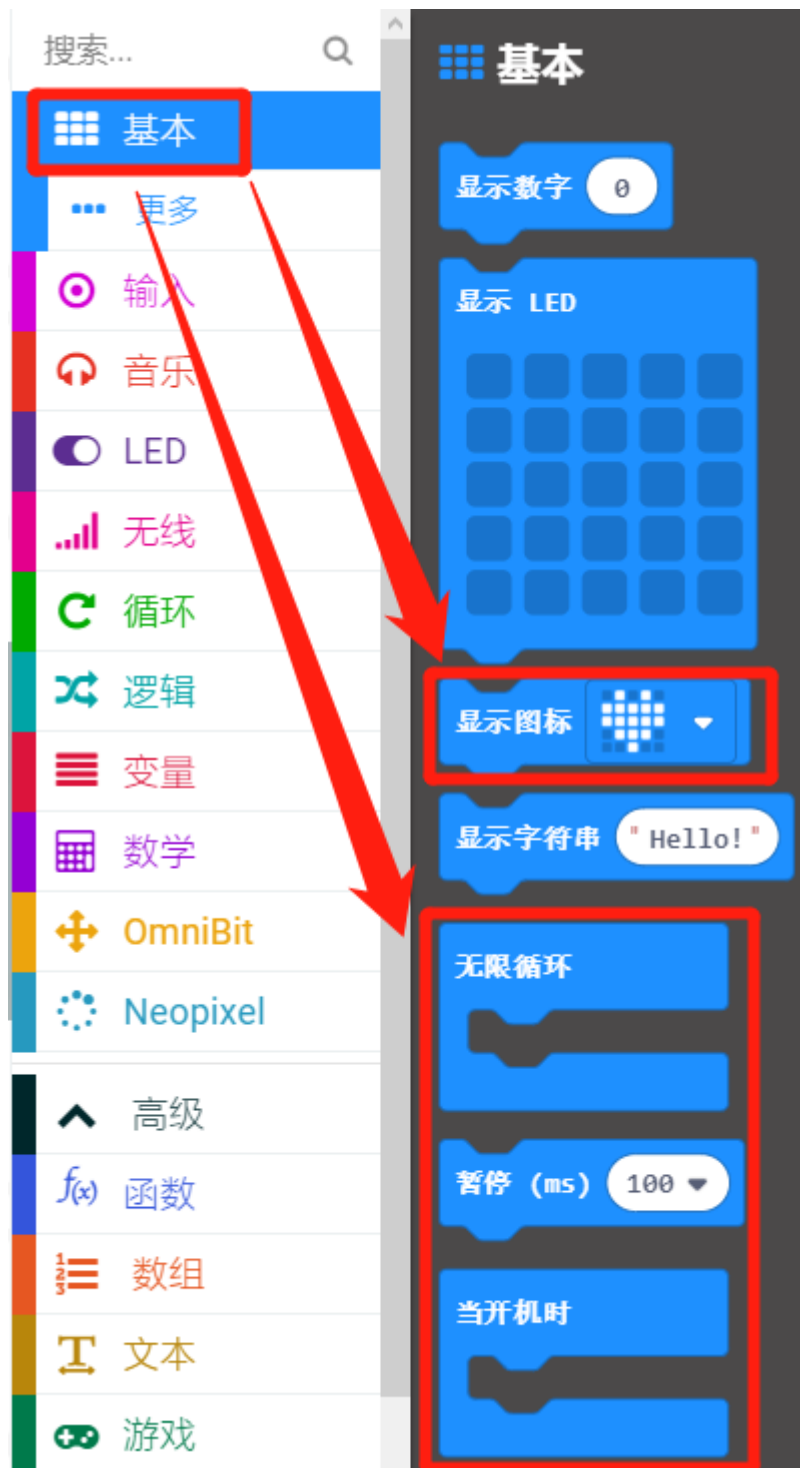 搜索...
基本
更多
输入
音乐
LED
无线
循环
逻辑
变量
数学
OmniBit
Neopixel
高级
f(x) 函数
数组
文本
游戏
基本
显示数字 0
显示 LED
显示图标
显示字符串 "Hello!"
无限循环
暂停 (ms) 100
当开机时